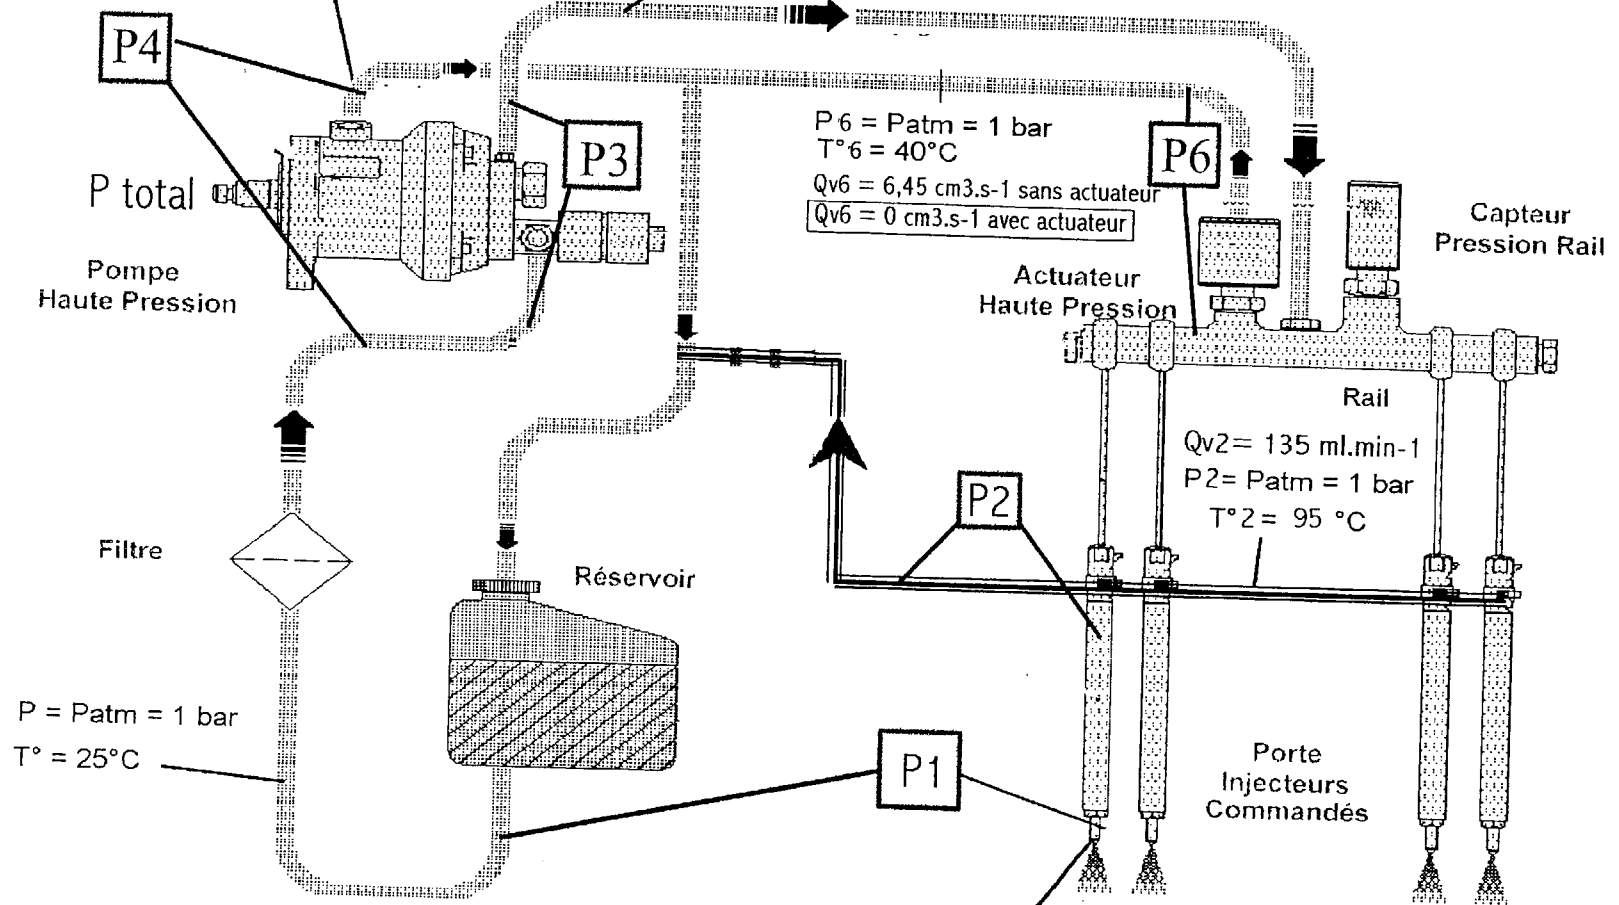 P4
P3
P 6 = Patm = 1 bar
T°6 = 40°C
Qv6 = 6,45 cm3.s-1 sans actuateur
Qv6 = 0 cm3.s-1 avec actuateur
P6
P total
Pompe
Haute Pression
Capteur
Pression Rail
Actuateur
Haute Pression
Rail
Qv2= 135 ml.min-1
P2= Patm = 1 bar
T°2 = 95 °C
P2
Filtre
Réservoir
P = Patm = 1 bar
T° = 25°C
P1
Porte
Injecteurs
Commandés